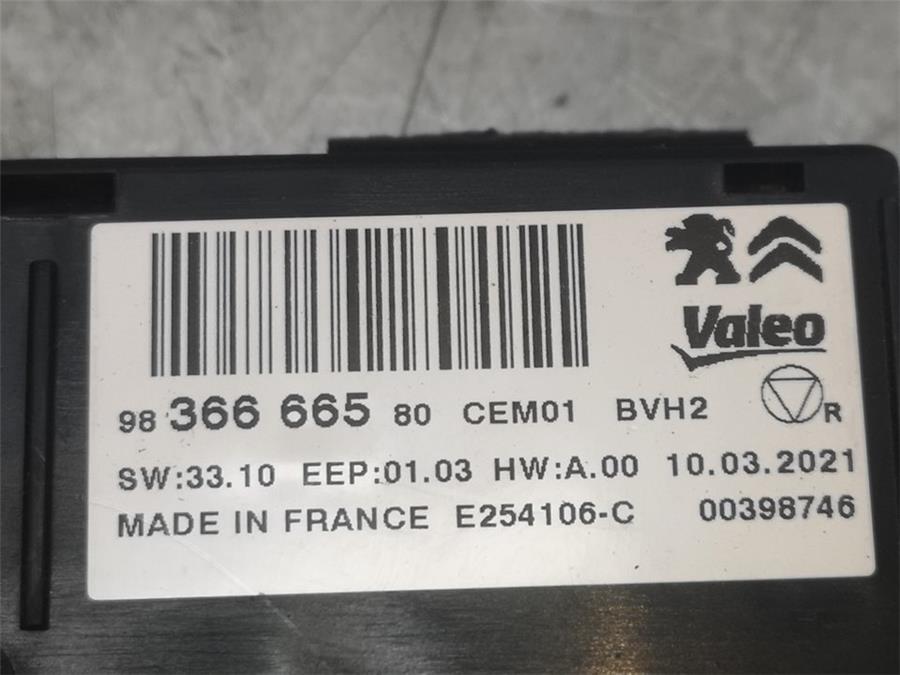 Valeo
98 366 665 80 CEM01 BVH2
R
SW:33.10 EEP:01.03 HW:A.00 10.03.2021
MADE IN FRANCE E254106-C 00398746